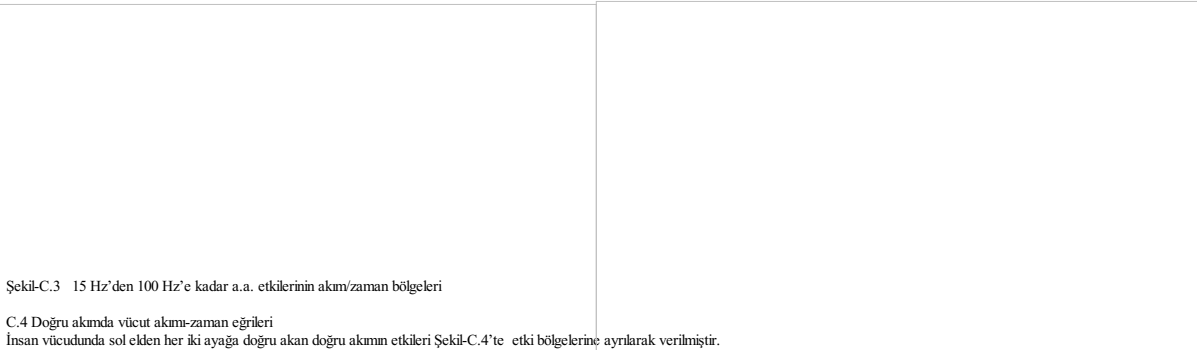 Şekil-C.3 15 Hz’den 100 Hz’e kadar a.a. etkilerinin akım/zaman bölgeleri
C.4 Doğru akımda vücut akımı-zaman eğrileri
İnsan vücudunda sol elden her iki ayağa doğru akan doğru akımın etkileri Şekil-C.4’te etki bölgelerine ayrılarak verilmiştir.